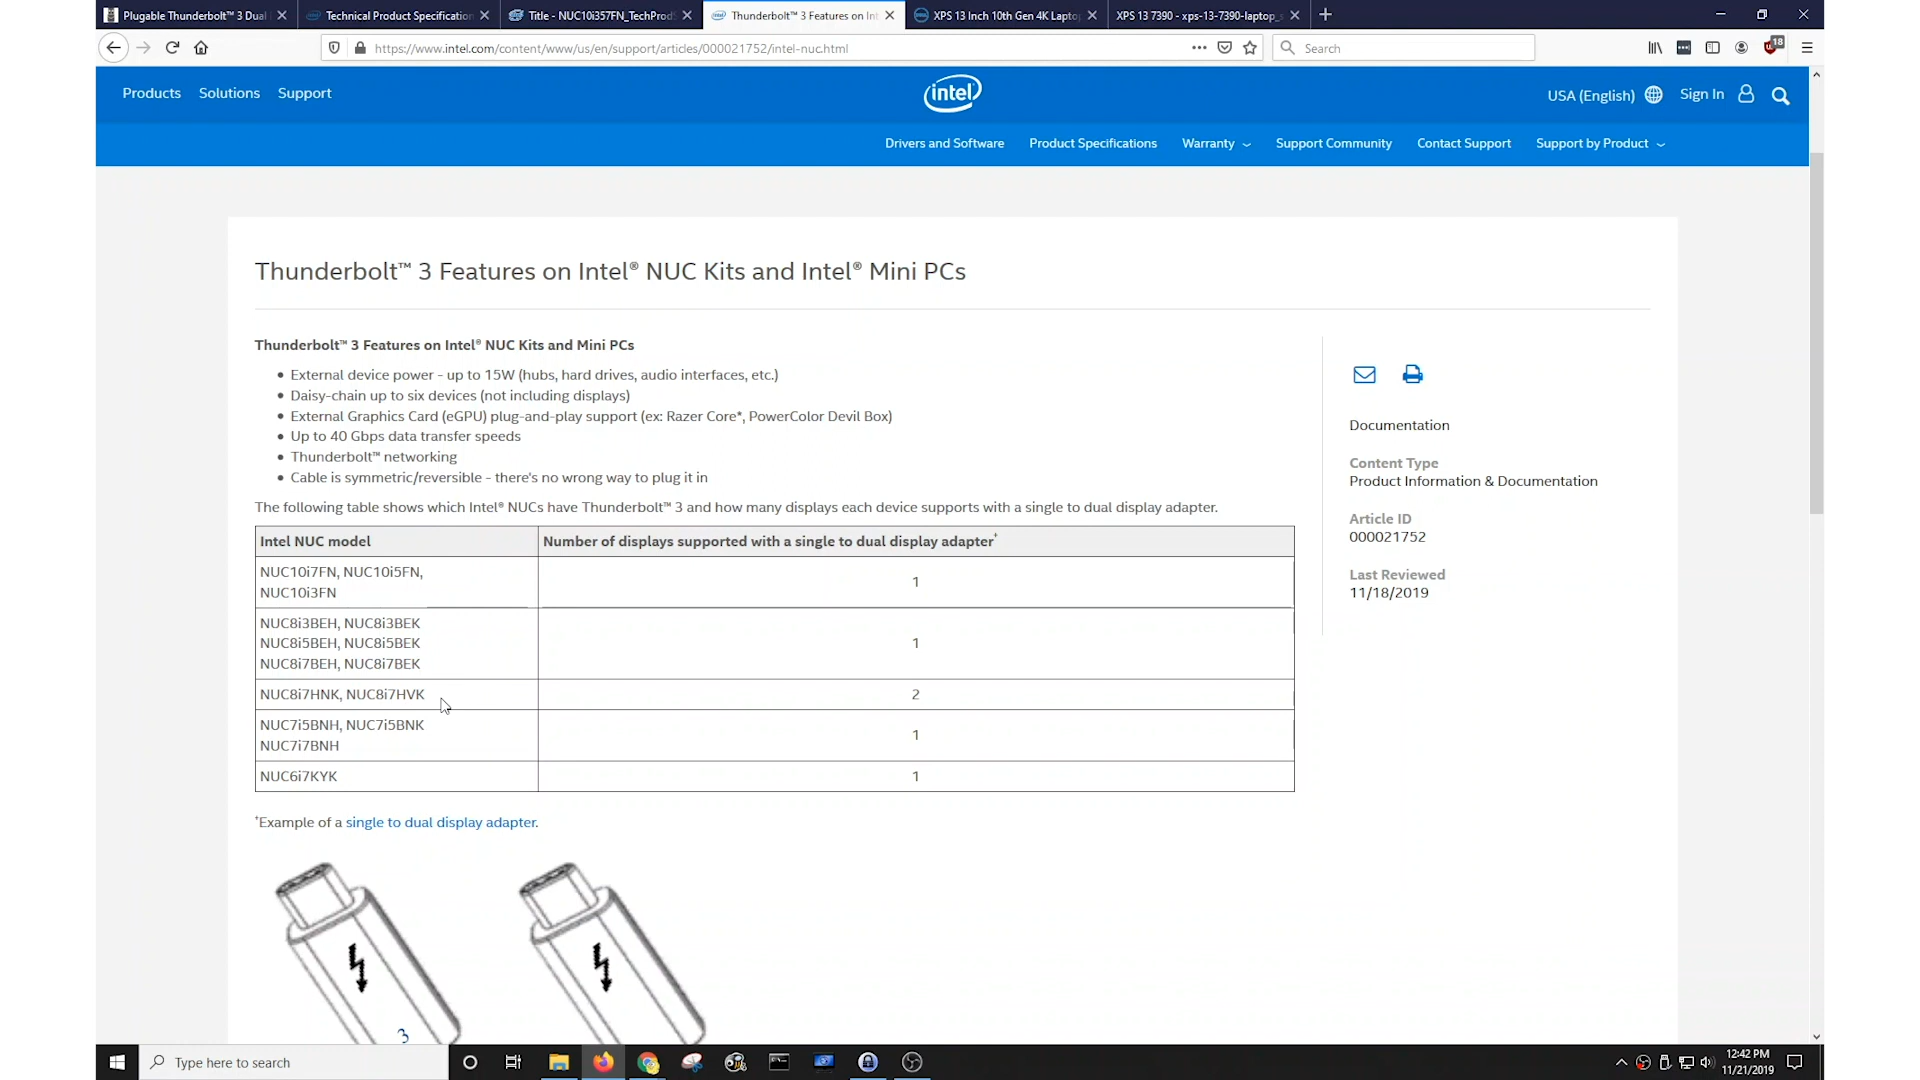 Plugable Thunderbolt™ 3 Dual
Technical Product Specification
Title - NUC10i357FN_TechProd
Thunderbolt™ 3 Features on Int
XPS 13 Inch 10th Gen 4K Laptop
XPS 13 7390 - xps-13-7390-laptop_s
https://www.intel.com/content/www/us/en/support/articles/000021752/intel-nuc.html
Search
18
Products
Solutions
Support
intel
USA (English)
Sign In
Drivers and Software
Product Specifications
Warranty
Support Community
Contact Support
Support by Product
Thunderbolt™ 3 Features on Intel® NUC Kits and Intel® Mini PCs
Thunderbolt™ 3 Features on Intel® NUC Kits and Mini PCs
• External device power - up to 15W (hubs, hard drives, audio interfaces, etc.)
• Daisy-chain up to six devices (not including displays)
• External Graphics Card (eGPU) plug-and-play support (ex: Razer Core*, PowerColor Devil Box)
• Up to 40 Gbps data transfer speeds
• Thunderbolt™ networking
• Cable is symmetric/reversible - there's no wrong way to plug it in
The following table shows which Intel® NUCs have Thunderbolt™ 3 and how many displays each device supports with a single to dual display adapter.
Intel NUC model
Number of displays supported with a single to dual display adapter†
NUC10i7FN, NUC10i5FN,
NUC10i3FN
1
NUC8i3BEH, NUC8i3BEK
NUC8i5BEH, NUC8i5BEK
NUC8i7BEH, NUC8i7BEK
1
NUC8i7HNK, NUC8i7HVK
2
NUC7i5BNH, NUC7i5BNK
NUC7i7BNH
1
NUC6i7KYK
1
†Example of a single to dual display adapter.
3
Documentation
Content Type
Product Information & Documentation
Article ID
000021752
Last Reviewed
11/18/2019
Type here to search
12:42 PM
11/21/2019